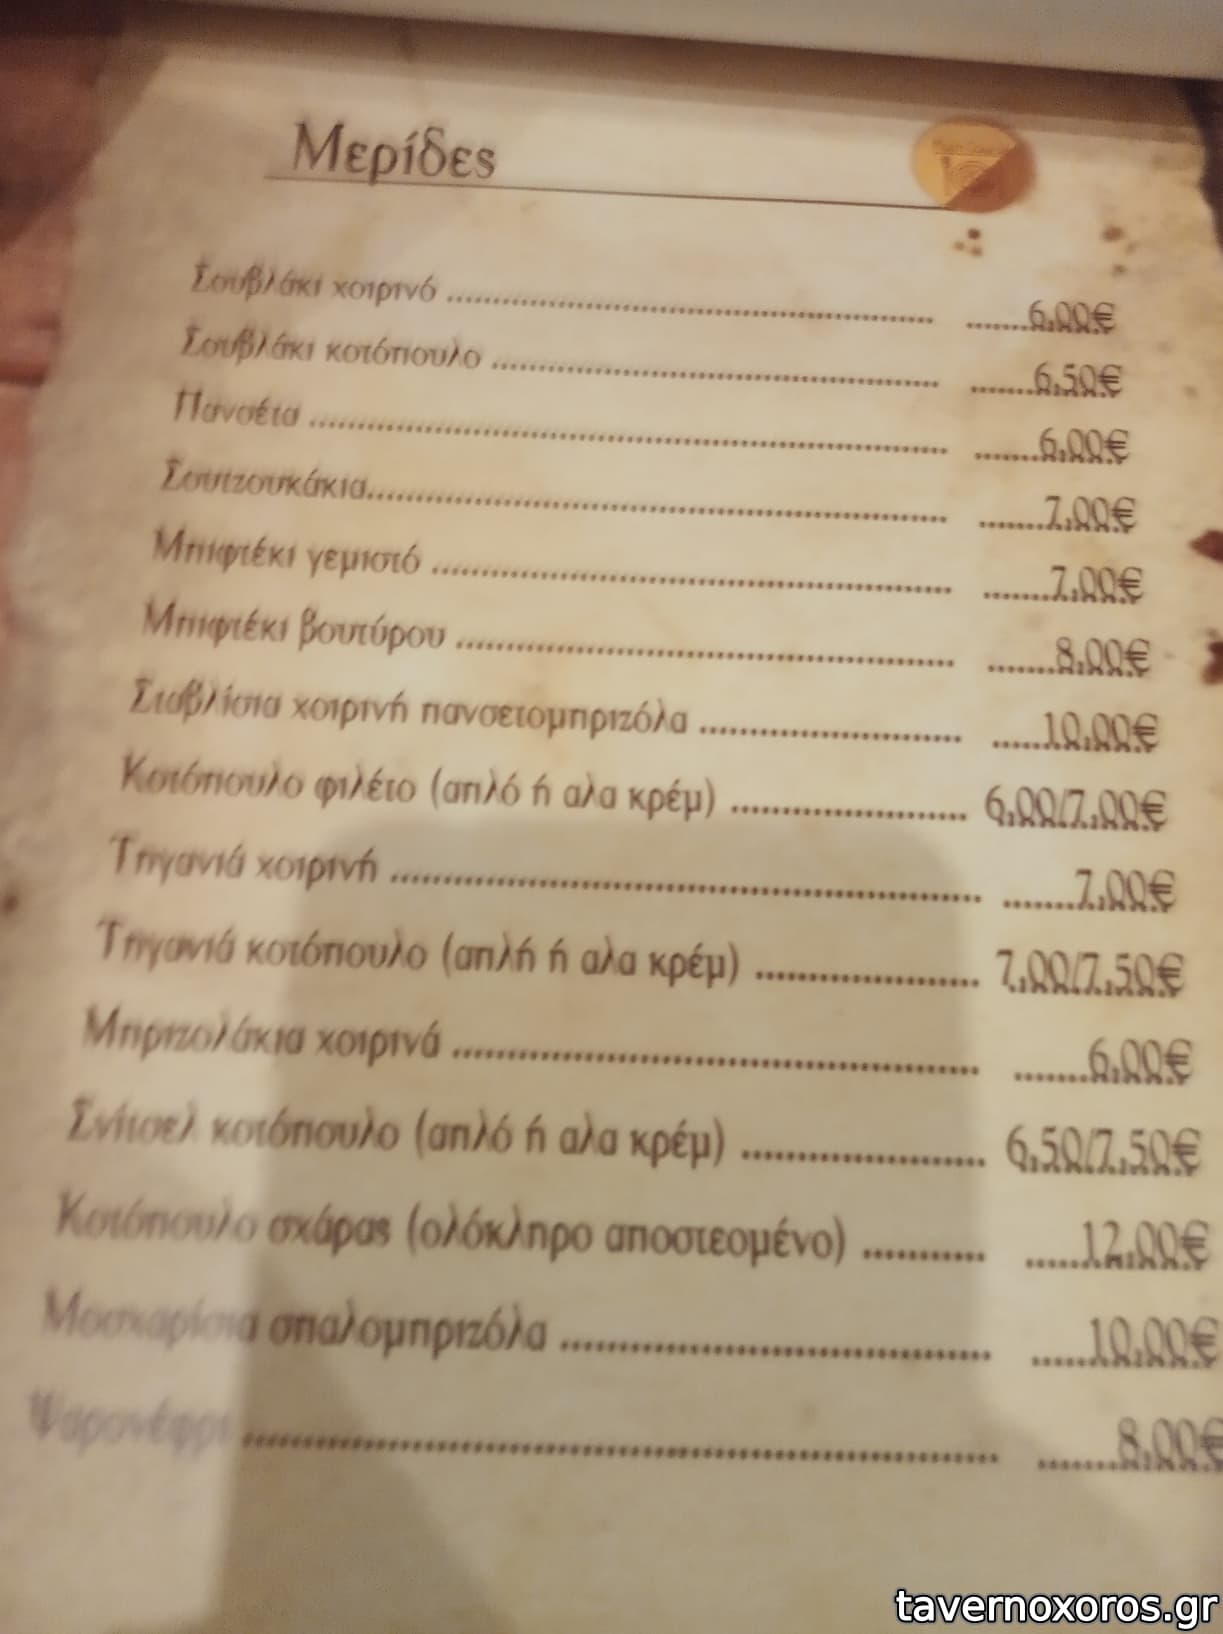 Μερίδες
Σουβλάκι χοιρινό ........ 6,00€
Σουβλάκι κοτόπουλο ........ 6,50€
Πανσέτα ........ 6,00€
Σουτζουκάκια ........ 7,00€
Μπιφτέκι γεμιστό ........ 7,00€
Μπιφτέκι βουτύρου ........ 8,00€
Σταβλίσια χοιρινή πανσετομπριζόλα ........ 10,00€
Κοτόπουλο φιλέτο (απλό ή αλα κρέμ) ........ 6,00/7,00€
Τηγανιά χοιρινή ........ 7,00€
Τηγανιά κοτόπουλο (απλή ή αλα κρέμ) ........ 7,00/7,50€
Μπριζολάκια χοιρινά ........ 6,00€
Σνίτσελ κοτόπουλο (απλό ή αλα κρέμ) ........ 6,50/7,50€
Κοτόπουλο σχάρας (ολόκληρο αποστεομένο) ........ 12,00€
Μοσχαρίσια σπαλομπριζόλα ........ 10,00€
Ψαρονέφρι ........ 8,00€
tavernoxoros.gr